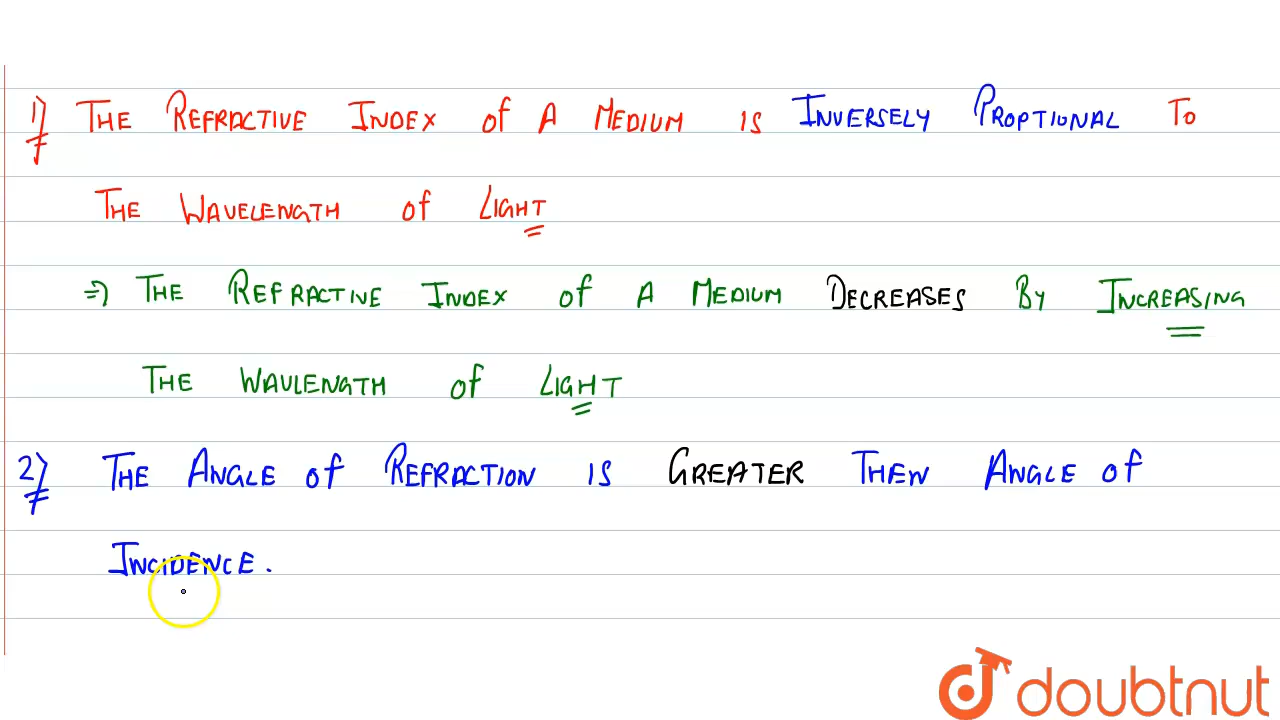 1) THE REFRACTIVE INDEX Of A MEDIUM IS INVERSELY PROPTIONAL TO
THE WAVELENGTH Of LIGHT
=) THE REFRACTIVE INDEX Of A MEDIUM DECREASES By INCREASING
THE WAVLENGTH Of LIGHT
2) THE ANGLE Of REFRACTION IS GREATER THEN ANGLE Of
INCIDENCE.
doubtnut